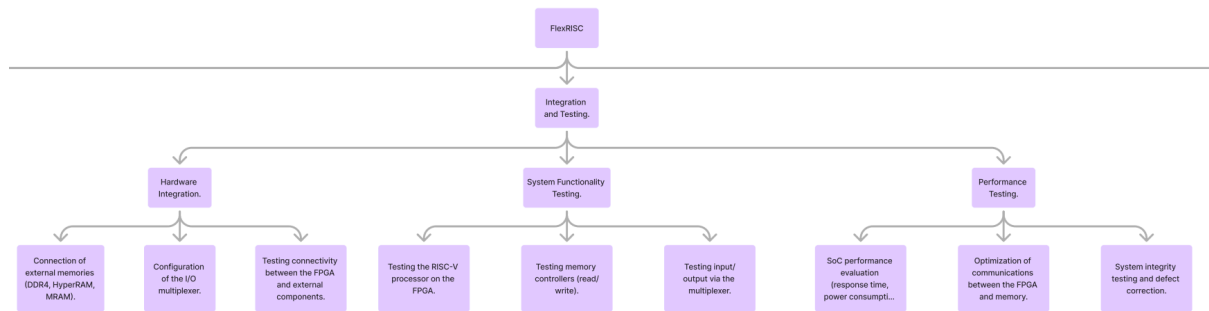 FlexRISC
Integration
and Testing.
Hardware
Integration.
System Functionality
Testing.
Performance
Testing.
Connection of
external memories
(DDR4, HyperRAM,
MRAM).
Configuration
of the I/O
multiplexer.
Testing connectivity
between the FPGA
and external
components.
Testing the RISC-V
processor on the
FPGA.
Testing memory
controllers (read/
write).
Testing input/
output via the
multiplexer.
SoC performance
evaluation
(response time,
power consumpti...
Optimization of
communications
between the FPGA
and memory.
System integrity
testing and defect
correction.